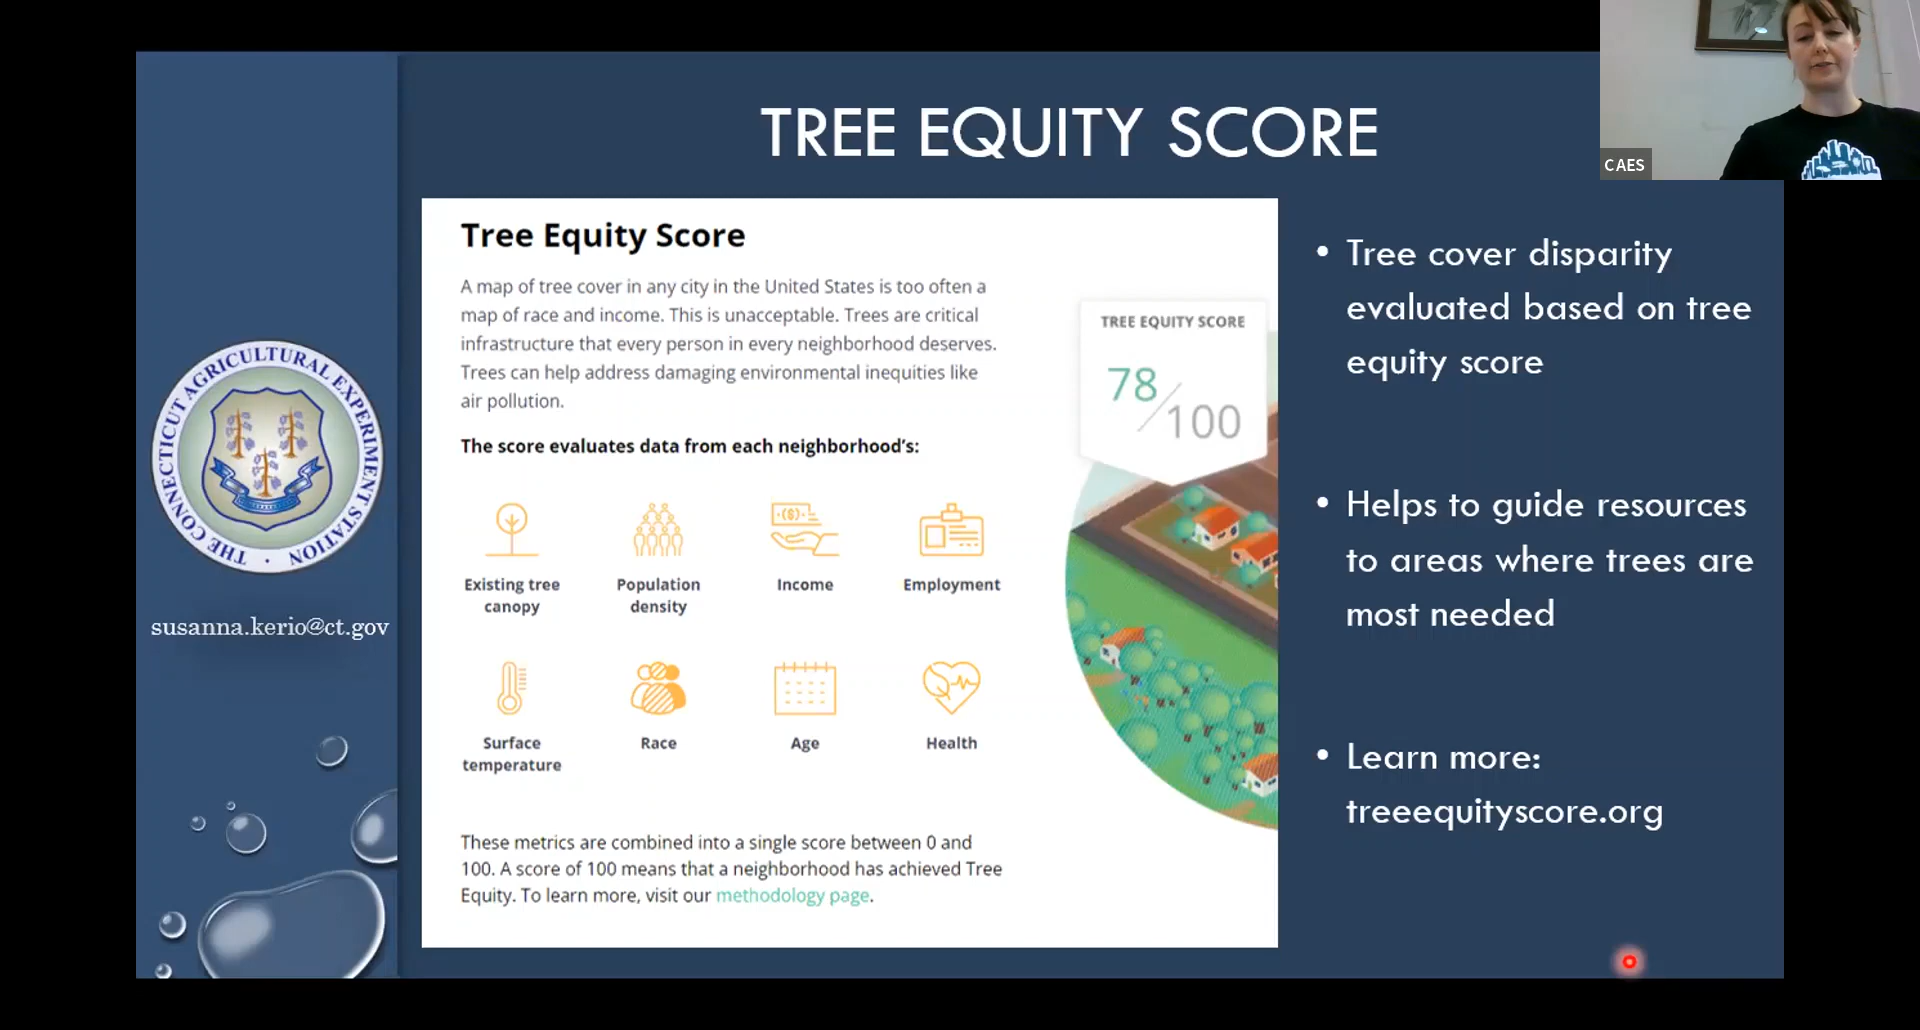 TREE EQUITY SCORE
CAES
THE CONNECTICUT AGRICULTURAL EXPERIMENT STATION
susanna.kerio@ct.gov
Tree Equity Score
A map of tree cover in any city in the United States is too often a
map of race and income. This is unacceptable. Trees are critical
infrastructure that every person in every neighborhood deserves.
Trees can help address damaging environmental inequities like
air pollution.
The score evaluates data from each neighborhood's:
Existing tree
canopy
Population
density
Income
Employment
Surface
temperature
Race
Age
Health
These metrics are combined into a single score between 0 and
100. A score of 100 means that a neighborhood has achieved Tree
Equity. To learn more, visit our methodology page.
TREE EQUITY SCORE
78/100
• Tree cover disparity
evaluated based on tree
equity score
• Helps to guide resources
to areas where trees are
most needed
• Learn more:
treeequityscore.org